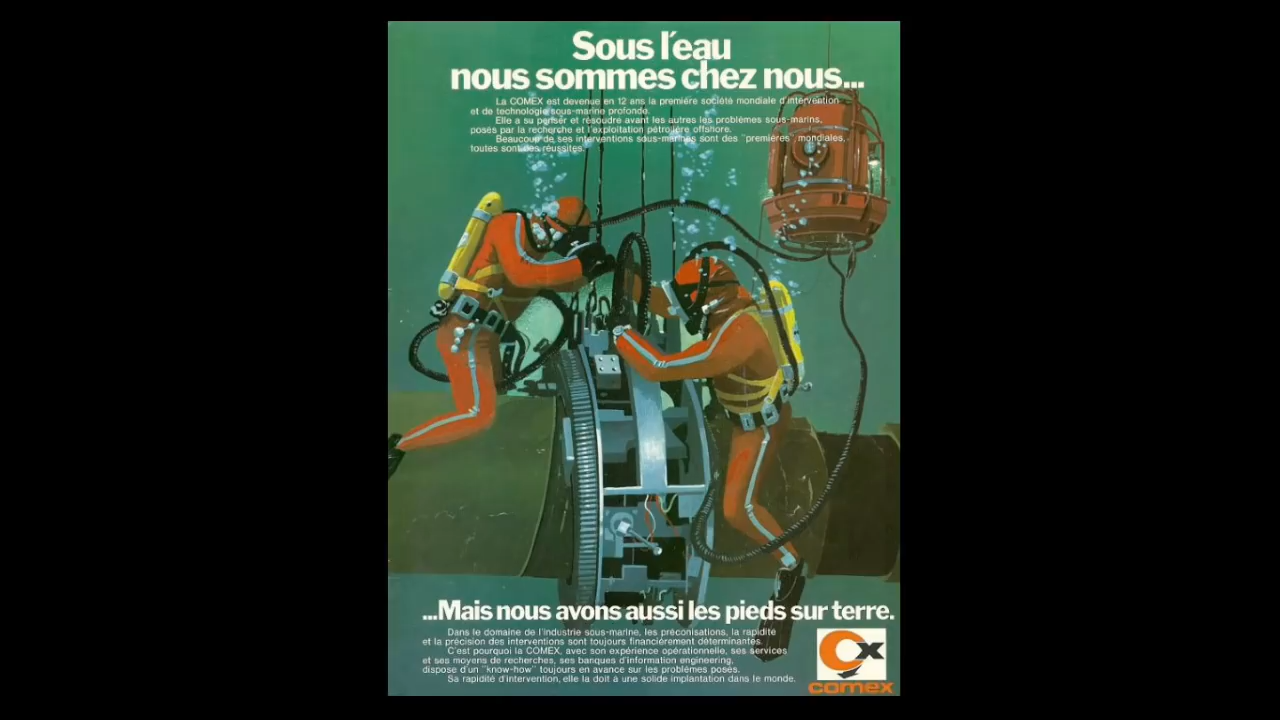 Sous l'eau
nous sommes chez nous...
La COMEX est devenue en 12 ans la première société mondiale d'intervention
et de technologie sous-marine profonde.
Elle a su penser et résoudre avant les autres les problèmes sous-marins,
posés par la recherche et l'exploitation pétrolière offshore.
Beaucoup de ses interventions sous-marines sont des "premières" mondiales,
toutes sont des réussites.
...Mais nous avons aussi les pieds sur terre.
Dans le domaine de l'industrie sous-marine, les préconisations, la rapidité
et la précision des interventions sont toujours financièrement déterminantes.
C'est pourquoi la COMEX, avec son expérience opérationnelle, ses services
et ses moyens de recherches, ses banques d'information engineering,
dispose d'un "know-how" toujours en avance sur les problèmes posés.
Sa rapidité d'intervention, elle la doit à une solide implantation dans le monde.
Cx
comex